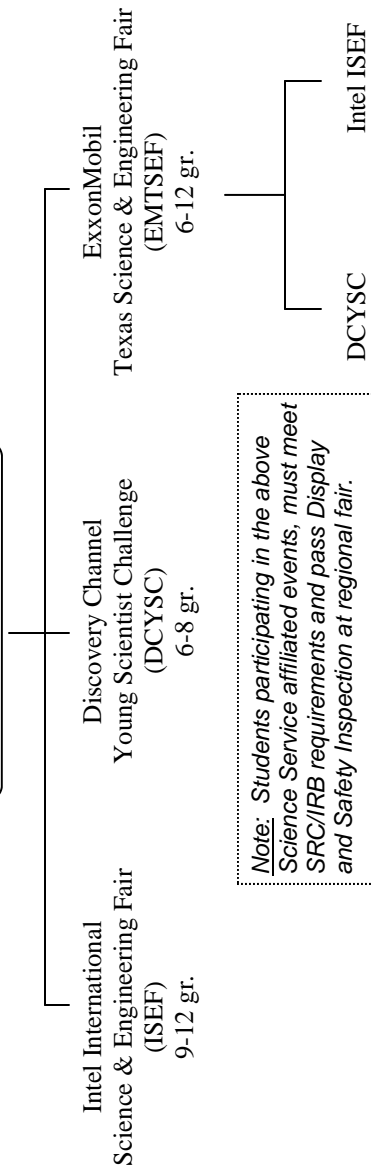 Intel International
Science & Engineering Fair
(ISEF)
9-12 gr.
Discovery Channel
Young Scientist Challenge
(DCYSC)
6-8 gr.
ExxonMobil
Texas Science & Engineering Fair
(EMTSEF)
6-12 gr.
DCYSC
Intel ISEF
Note: Students participating in the above
Science Service affiliated events, must meet
SRC/IRB requirements and pass Display
and Safety Inspection at regional fair.